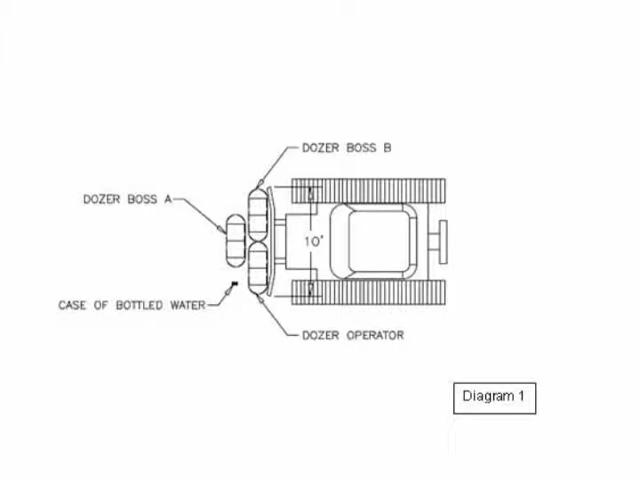 DOZER BOSS B
DOZER BOSS A
10'
CASE OF BOTTLED WATER
DOZER OPERATOR
Diagram 1